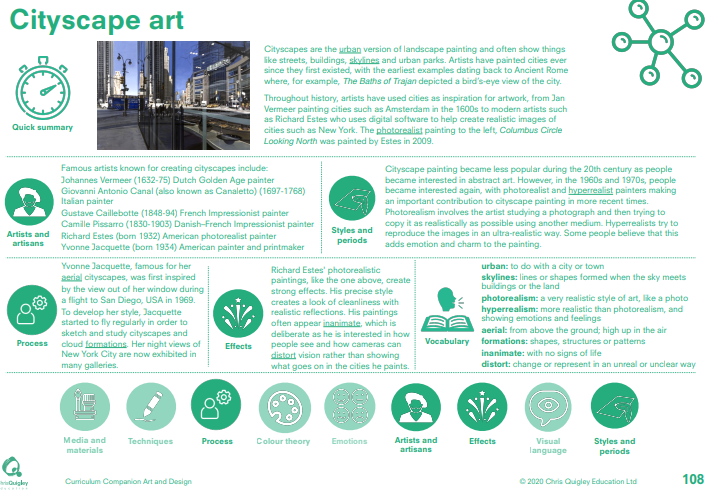 Cityscape art
Quick summary
Cityscapes are the urban version of landscape painting and often show things
like streets, buildings, skylines and urban parks. Artists have painted cities ever
since they first existed, with the earliest examples dating back to Ancient Rome
where, for example, The Baths of Trajan depicted a bird's-eye view of the city.
Throughout history, artists have used cities as inspiration for artwork, from Jan
Vermeer painting cities such as Amsterdam in the 1600s to modern artists such
as Richard Estes who uses digital software to help create realistic images of
cities such as New York. The photorealist painting to the left, Columbus Circle
Looking North was painted by Estes in 2009.
Artists and
artisans
Famous artists known for creating cityscapes include:
Johannes Vermeer (1632-75) Dutch Golden Age painter
Giovanni Antonio Canal (also known as Canaletto) (1697-1768)
Italian painter
Gustave Caillebotte (1848-94) French Impressionist painter
Camille Pissarro (1830-1903) Danish-French Impressionist painter
Richard Estes (born 1932) American photorealist painter
Yvonne Jacquette (born 1934) American painter and printmaker
Styles and
periods
Cityscape painting became less popular during the 20th century as people
became interested in abstract art. However, in the 1960s and 1970s, people
became interested again, with photorealist and hyperrealist painters making
an important contribution to cityscape painting in more recent times.
Photorealism involves the artist studying a photograph and then trying to
copy it as realistically as possible using another medium. Hyperrealists try to
reproduce the images in an ultra-realistic way. Some people believe that this
adds emotion and charm to the painting.
Process
Yvonne Jacquette, famous for her
aerial cityscapes, was first inspired
by the view out of her window during
a flight to San Diego, USA in 1969.
To develop her style, Jacquette
started to fly regularly in order to
sketch and study cityscapes and
cloud formations. Her night views of
New York City are now exhibited in
many galleries.
Effects
Richard Estes' photorealistic
paintings, like the one above, create
strong effects. His precise style
creates a look of cleanliness with
realistic reflections. His paintings
often appear inanimate, which is
deliberate as he is interested in how
people see and how cameras can
distort vision rather than showing
what goes on in the cities he paints.
Vocabulary
urban: to do with a city or town
skylines: lines or shapes formed when the sky meets
buildings or the land
photorealism: a very realistic style of art, like a photo
hyperrealism: more realistic than photorealism, and
showing emotions and feelings
aerial: from above the ground; high up in the air
formations: shapes, structures or patterns
inanimate: with no signs of life
distort: change or represent in an unreal or unclear way
Media and
materials
Techniques
Process
Colour theory
Emotions
Artists and
artisans
Effects
Visual
language
Styles and
periods
hrisQuigley
Curriculum Companion Art and Design
© 2020 Chris Quigley Education Ltd
108